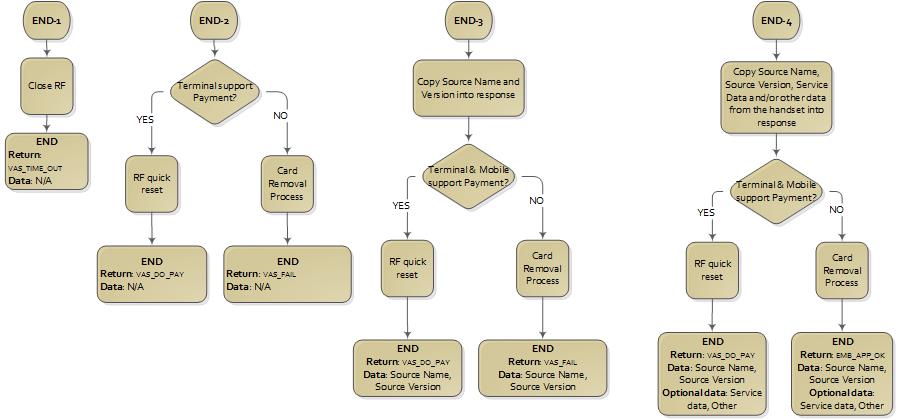 END-1
Close RF
END
Return:
VAS_TIME_OUT
Data: N/A
END-2
Terminal support
Payment?
YES
NO
RF quick
reset
Card
Removal
Process
END
Return: VAS_DO_PAY
Data: N/A
END
Return: VAS_FAIL
Data: N/A
END-3
Copy Source Name and
Version into response
Terminal & Mobile
support Payment?
YES
NO
RF quick
reset
Card
Removal
Process
END
Return: VAS_DO_PAY
Data: Source Name,
Source Version
END
Return: VAS_FAIL
Data: Source Name,
Source Version
END-4
Copy Source Name,
Source Version, Service
Data and/or other data
from the handset into
response
Terminal & Mobile
support Payment?
YES
NO
RF quick
reset
Card
Removal
Process
END
Return: VAS_DO_PAY
Data: Source Name,
Source Version
Optional data: Service
data, Other
END
Return: EMB_APP_OK
Data: Source Name,
Source Version
Optional data:
Service data, Other